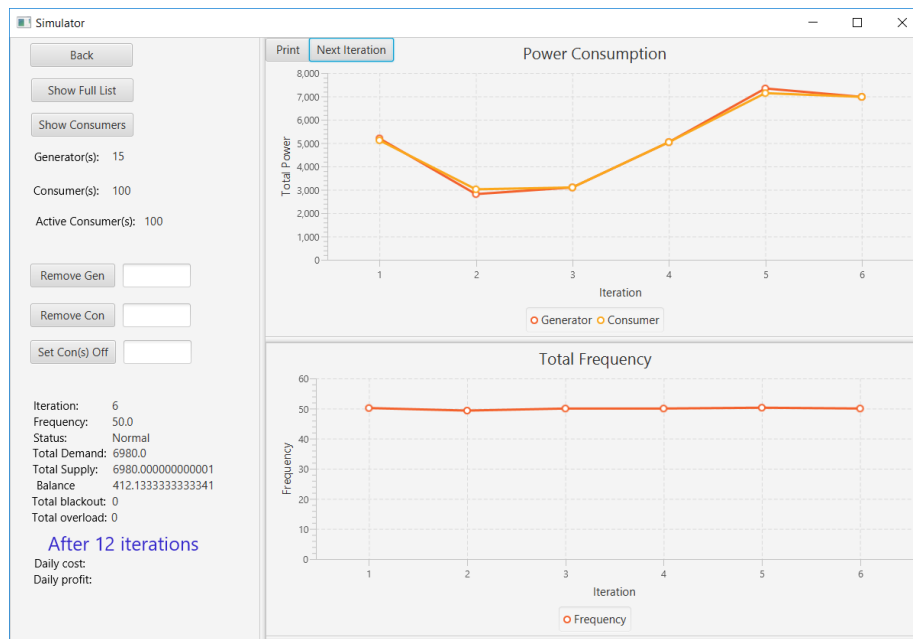 Simulator
Back
Show Full List
Show Consumers
Generator(s): 15
Consumer(s): 100
Active Consumer(s): 100
Remove Gen
Remove Con
Set Con(s) Off
Iteration: 6
Frequency: 50.0
Status: Normal
Total Demand: 6980.0
Total Supply: 6980.000000000001
Balance 412.1333333333341
Total blackout: 0
Total overload: 0
After 12 iterations
Daily cost:
Daily profit:
Print Next Iteration
Power Consumption
Total Power
8,000
7,000
6,000
5,000
4,000
3,000
2,000
1,000
0
1 2 3 4 5 6
Iteration
Generator Consumer
Total Frequency
Frequency
60
50
40
30
20
10
0
1 2 3 4 5 6
Iteration
Frequency